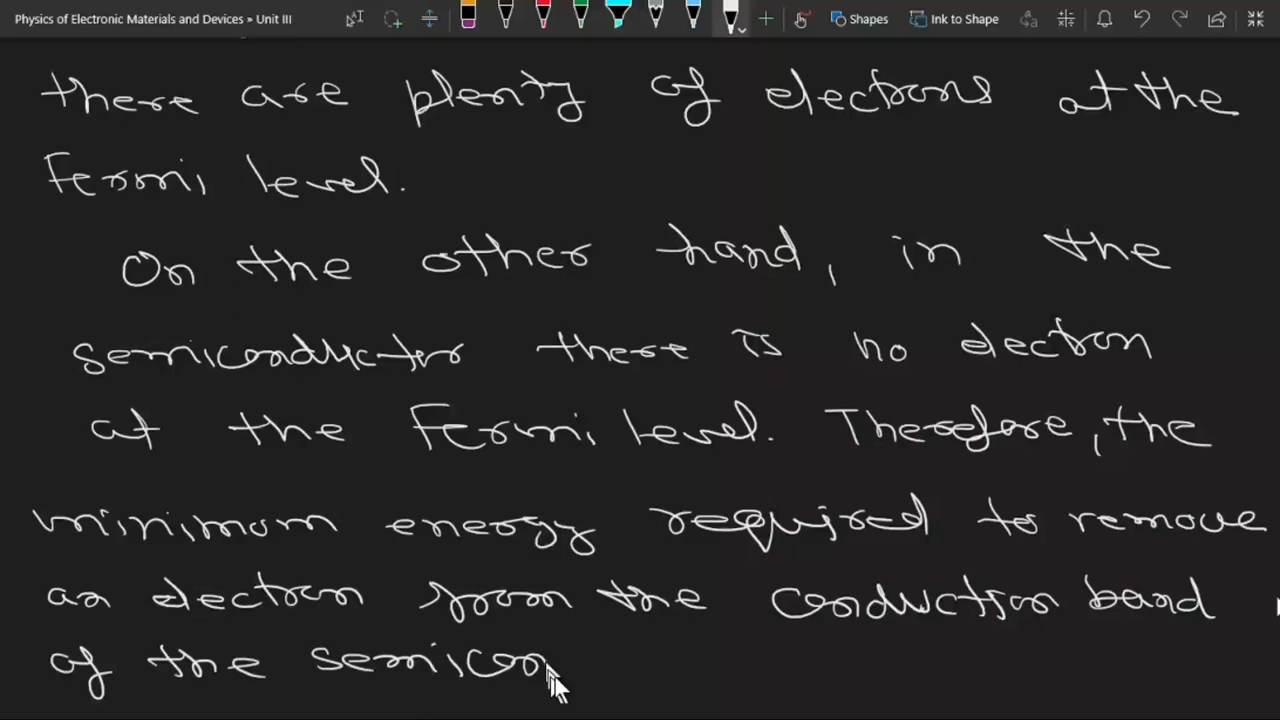 Physics of Electronic Materials and Devices » Unit III
Shapes
Ink to Shape
there are plenty of electrons at the
Fermi level.
On the other hand, in the
semiconductor there is no electron
at the Fermi level. Therefore, the
minimum energy required to remove
an electron from the conduction band
of the semicon